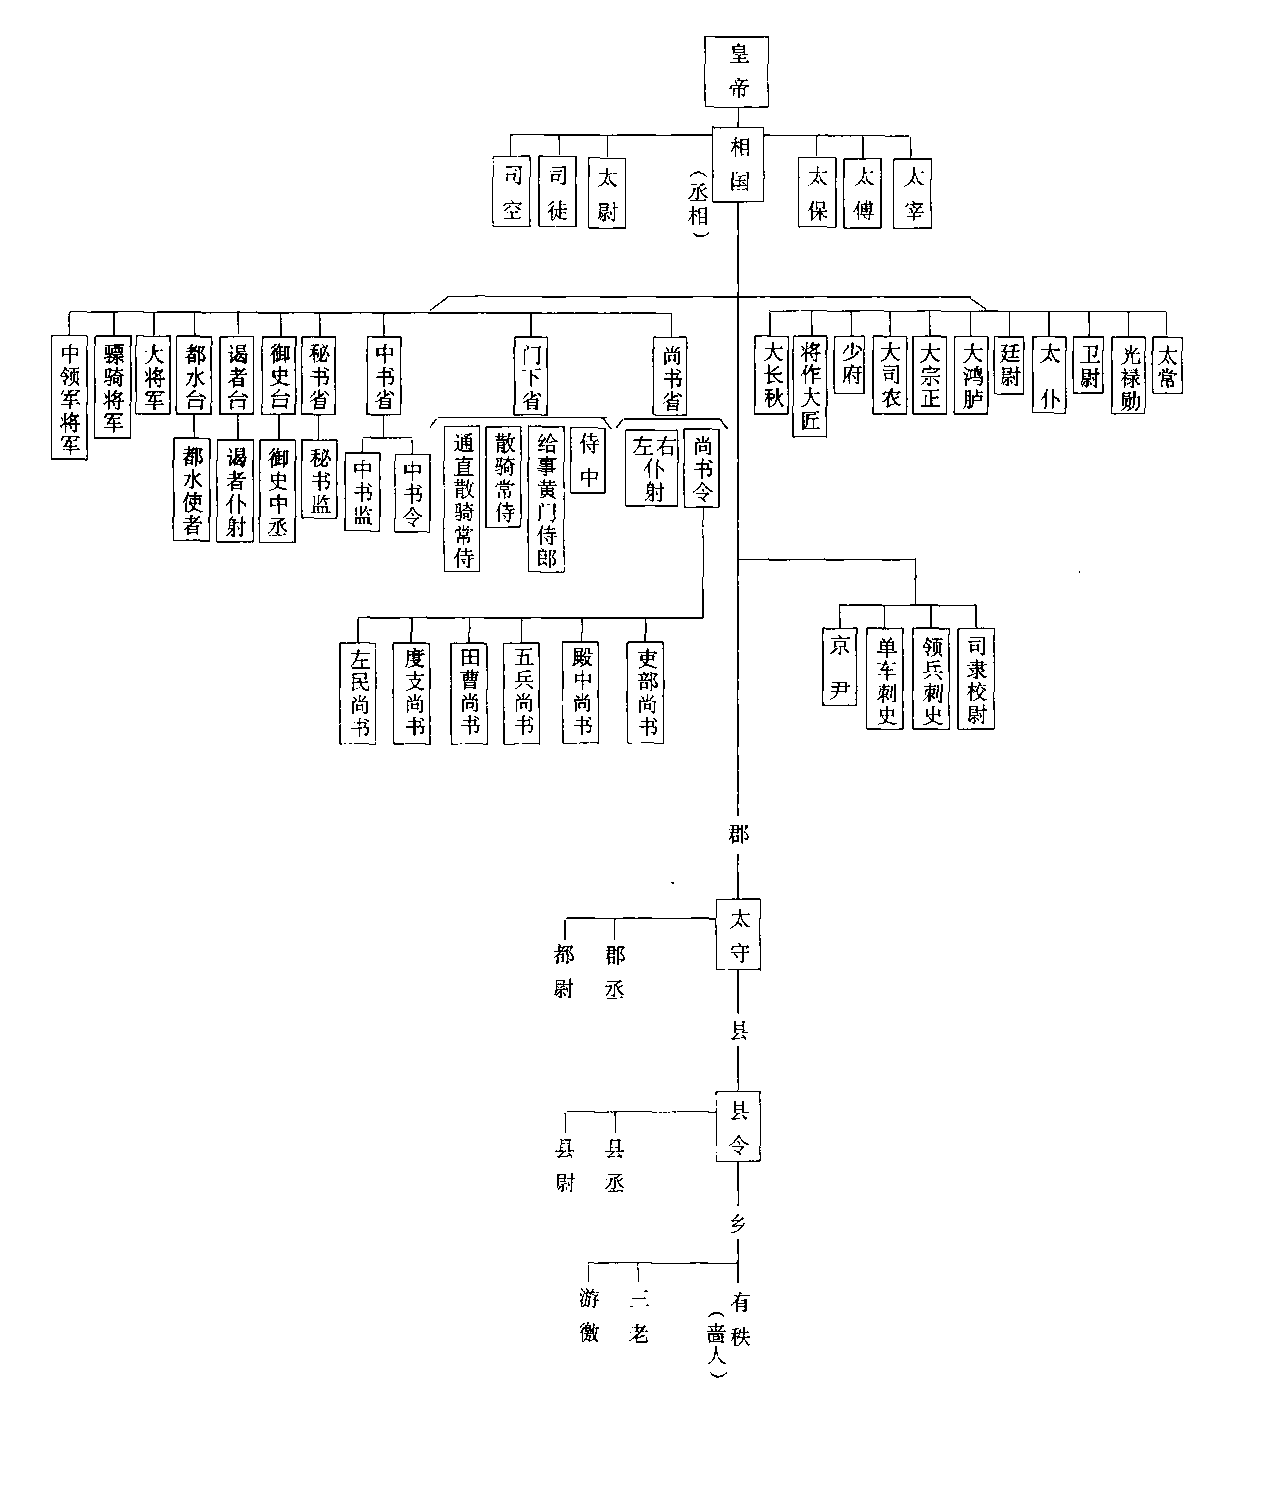 皇帝
相国
（丞相）
司空
司徒
太尉
太保
太傅
太宰
中领军将军
骠骑将军
大将军
都水台
谒者台
御史台
秘书省
中书省
门下省
尚书省
大长秋
将作大匠
少府
大司农
大宗正
大鸿胪
廷尉
太仆
卫尉
光禄勋
太常
都水使者
谒者仆射
御史中丞
秘书监
中书监
中书令
通直散骑常侍
散骑常侍
给事黄门侍郎
侍中
左右仆射
尚书令
左民尚书
度支尚书
田曹尚书
五兵尚书
殿中尚书
吏部尚书
京尹
单车刺史
领兵刺史
司隶校尉
郡
太守
都尉
郡丞
县
县令
县尉
县丞
乡
游徼
三老
有秩
（啬人）